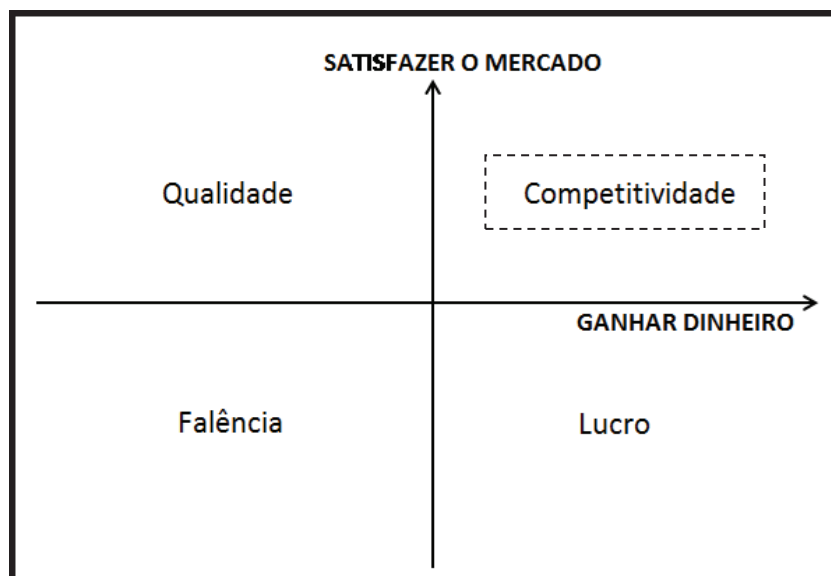 SATISFAZER O MERCADO
Qualidade
Competitividade
GANHAR DINHEIRO
Falência
Lucro